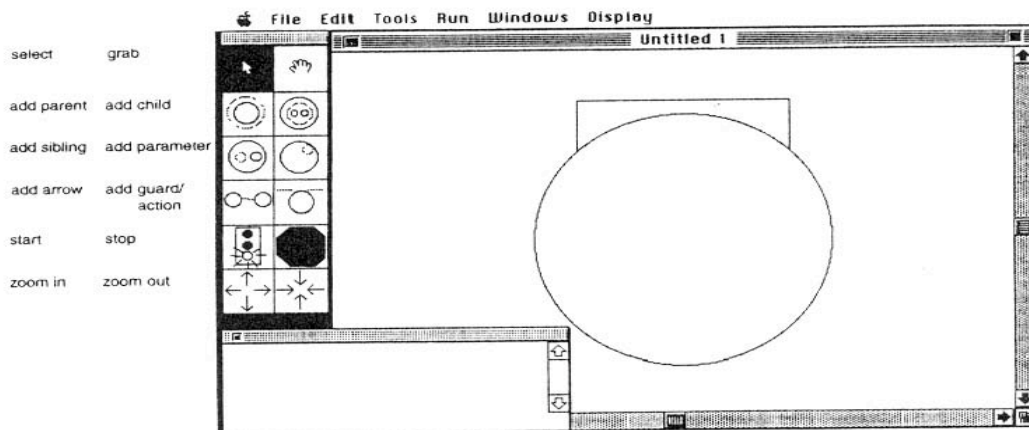 File Edit Tools Run Windows Display
Untitled 1
select grab
add parent add child
add sibling add parameter
add arrow add guard/
action
start stop
zoom in zoom out